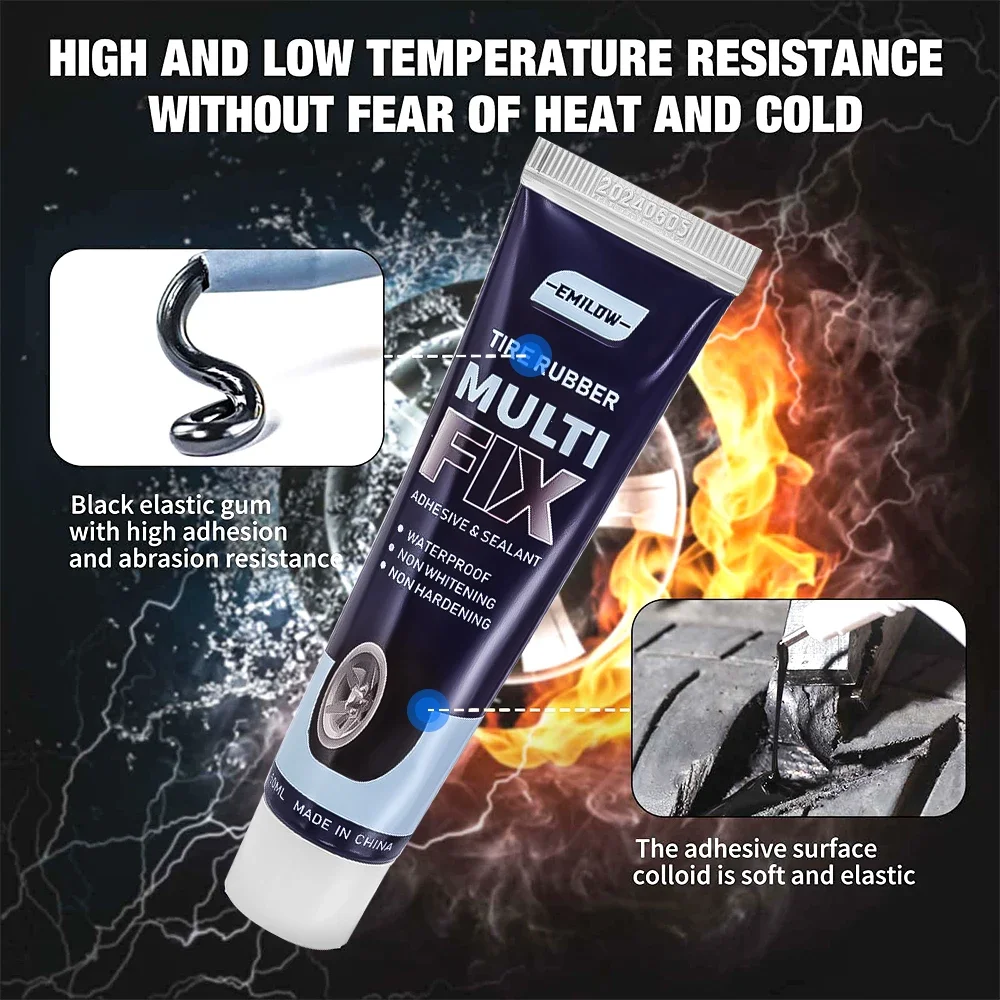 HIGH AND LOW TEMPERATURE RESISTANCE
WITHOUT FEAR OF HEAT AND COLD
20240605
-EMILOW-
TIRE RUBBER
MULTI
FIX
ADHESIVE & SEALANT
• WATERPROOF
• NON WHITENING
• NON HARDENING
MADE IN CHINA
Black elastic gum
with high adhesion
and abrasion resistance
The adhesive surface
colloid is soft and elastic